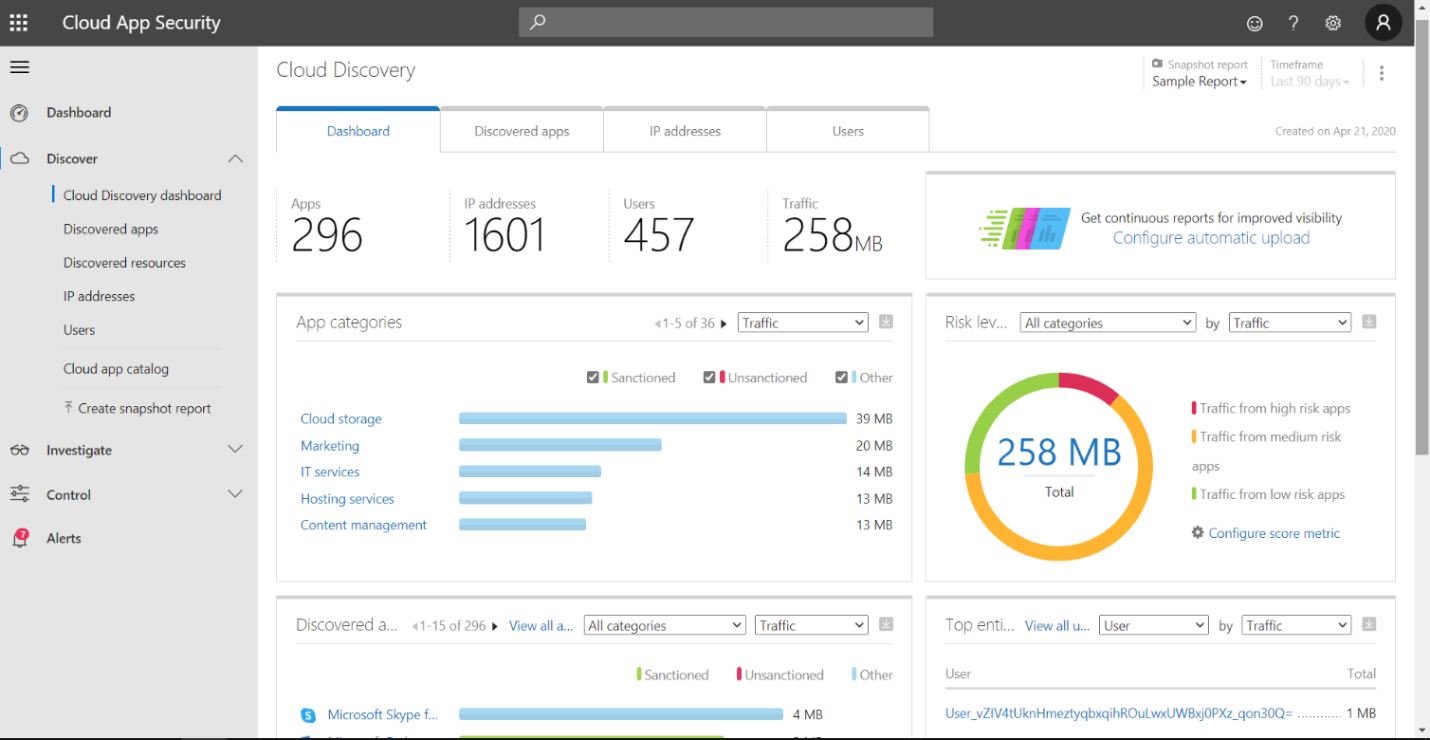 Cloud App Security
?
Cloud Discovery
Snapshot report
Sample Report
Timeframe
Last 90 days
Dashboard
Discover
Cloud Discovery dashboard
Discovered apps
Discovered resources
IP addresses
Users
Cloud app catalog
Create snapshot report
Investigate
Control
7
Alerts
Dashboard
Discovered apps
IP addresses
Users
Created on Apr 21, 2020
Apps
296
IP addresses
1601
Users
457
Traffic
258MB
Get continuous reports for improved visibility
Configure automatic upload
App categories
1-5 of 36
Traffic
Sanctioned
Unsanctioned
Other
Cloud storage
39 MB
Marketing
20 MB
IT services
14 MB
Hosting services
13 MB
Content management
13 MB
Risk lev...
All categories
by
Traffic
258 MB
Total
Traffic from high risk apps
Traffic from medium risk
apps
Traffic from low risk apps
Configure score metric
Discovered a...
1-15 of 296
View all a...
All categories
Traffic
Sanctioned
Unsanctioned
Other
Microsoft Skype f...
4 MB
Top enti...
View all u...
User
by
Traffic
User
Total
1 MB